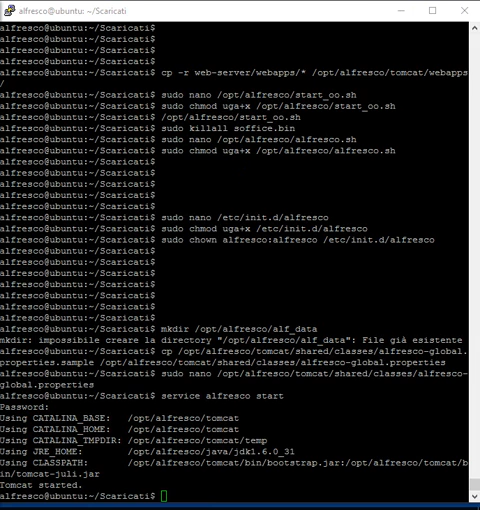 alfresco@ubuntu: ~/Scaricati
alfresco@ubuntu:~/Scaricati$
alfresco@ubuntu:~/Scaricati$
alfresco@ubuntu:~/Scaricati$
alfresco@ubuntu:~/Scaricati$
alfresco@ubuntu:~/Scaricati$ cp -r web-server/webapps/* /opt/alfresco/tomcat/webapps
/
alfresco@ubuntu:~/Scaricati$ sudo nano /opt/alfresco/start_oo.sh
alfresco@ubuntu:~/Scaricati$ sudo chmod uga+x /opt/alfresco/start_oo.sh
alfresco@ubuntu:~/Scaricati$ /opt/alfresco/start_oo.sh
alfresco@ubuntu:~/Scaricati$ sudo killall soffice.bin
alfresco@ubuntu:~/Scaricati$ sudo nano /opt/alfresco/alfresco.sh
alfresco@ubuntu:~/Scaricati$ sudo chmod uga+x /opt/alfresco/alfresco.sh
alfresco@ubuntu:~/Scaricati$
alfresco@ubuntu:~/Scaricati$
alfresco@ubuntu:~/Scaricati$
alfresco@ubuntu:~/Scaricati$
alfresco@ubuntu:~/Scaricati$
alfresco@ubuntu:~/Scaricati$ sudo nano /etc/init.d/alfresco
alfresco@ubuntu:~/Scaricati$ sudo chmod uga+x /etc/init.d/alfresco
alfresco@ubuntu:~/Scaricati$ sudo chown alfresco:alfresco /etc/init.d/alfresco
alfresco@ubuntu:~/Scaricati$
alfresco@ubuntu:~/Scaricati$
alfresco@ubuntu:~/Scaricati$
alfresco@ubuntu:~/Scaricati$
alfresco@ubuntu:~/Scaricati$
alfresco@ubuntu:~/Scaricati$
alfresco@ubuntu:~/Scaricati$
alfresco@ubuntu:~/Scaricati$ mkdir /opt/alfresco/alf_data
mkdir: impossibile creare la directory "/opt/alfresco/alf_data": File già esistente
alfresco@ubuntu:~/Scaricati$ cp /opt/alfresco/tomcat/shared/classes/alfresco-global.
properties.sample /opt/alfresco/tomcat/shared/classes/alfresco-global.properties
alfresco@ubuntu:~/Scaricati$ sudo nano /opt/alfresco/tomcat/shared/classes/alfresco-
global.properties
alfresco@ubuntu:~/Scaricati$ service alfresco start
Password:
Using CATALINA_BASE:   /opt/alfresco/tomcat
Using CATALINA_HOME:   /opt/alfresco/tomcat
Using CATALINA_TMPDIR: /opt/alfresco/tomcat/temp
Using JRE_HOME:        /opt/alfresco/java/jdk1.6.0_31
Using CLASSPATH:       /opt/alfresco/tomcat/bin/bootstrap.jar:/opt/alfresco/tomcat/b
in/tomcat-juli.jar
Tomcat started.
alfresco@ubuntu:~/Scaricati$